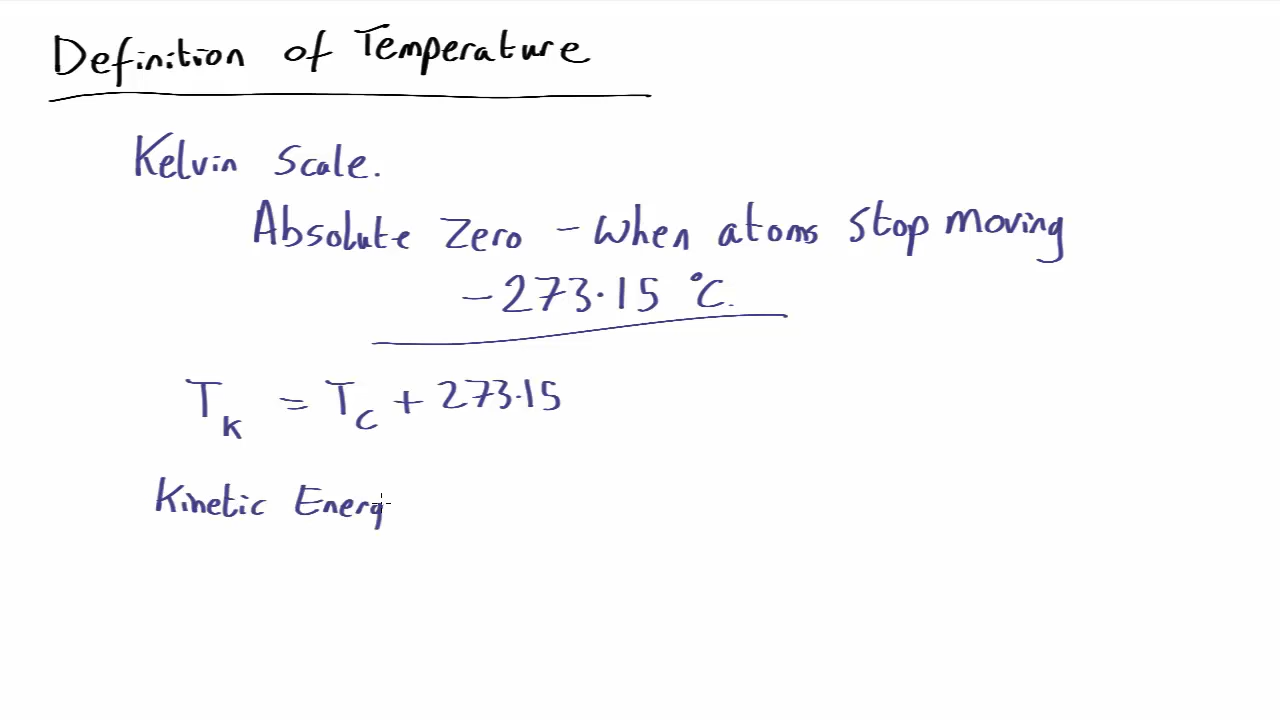 Definition of Temperature
Kelvin Scale.
Absolute Zero - When atoms stop moving
-273.15 °C.
T_K = T_C + 273.15
Kinetic Energ